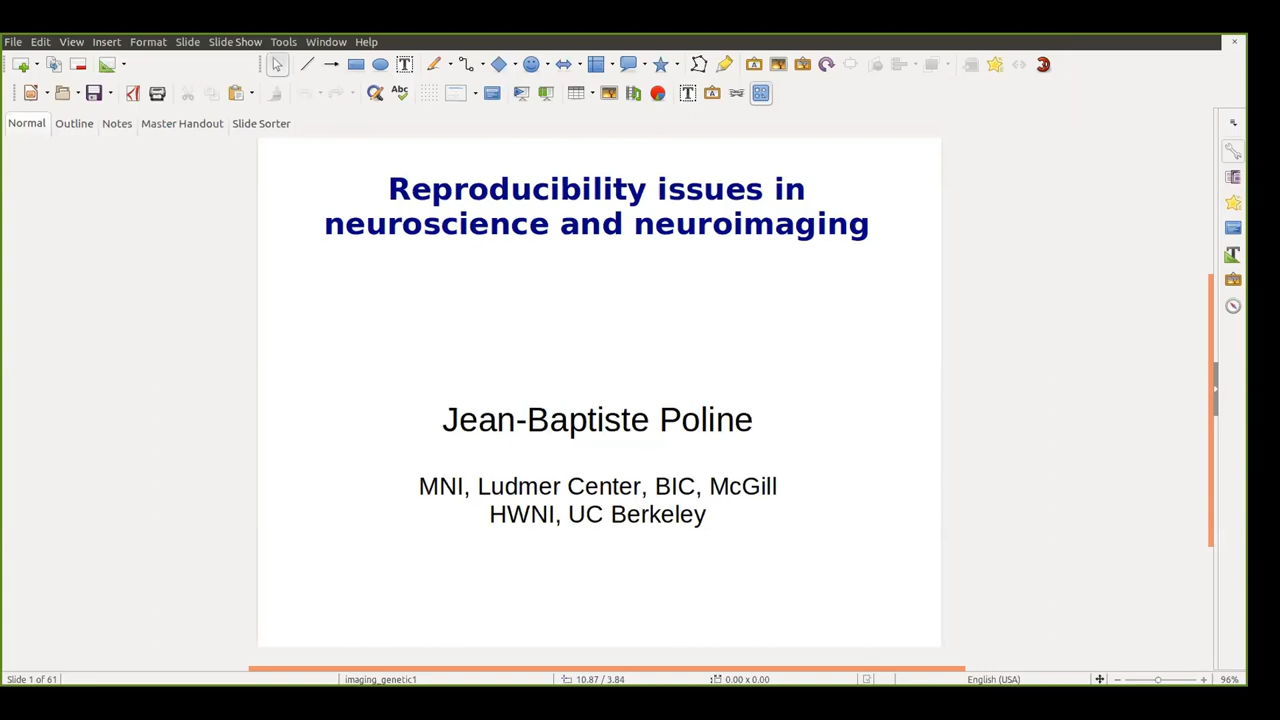 File Edit View Insert Format Slide Slide Show Tools Window Help
Normal Outline Notes Master Handout Slide Sorter
Reproducibility issues in
neuroscience and neuroimaging
Jean-Baptiste Poline
MNI, Ludmer Center, BIC, McGill
HWNI, UC Berkeley
Slide 1 of 61 imaging_genetic1 10.87 / 3.84 0.00 x 0.00 English (USA) 96%